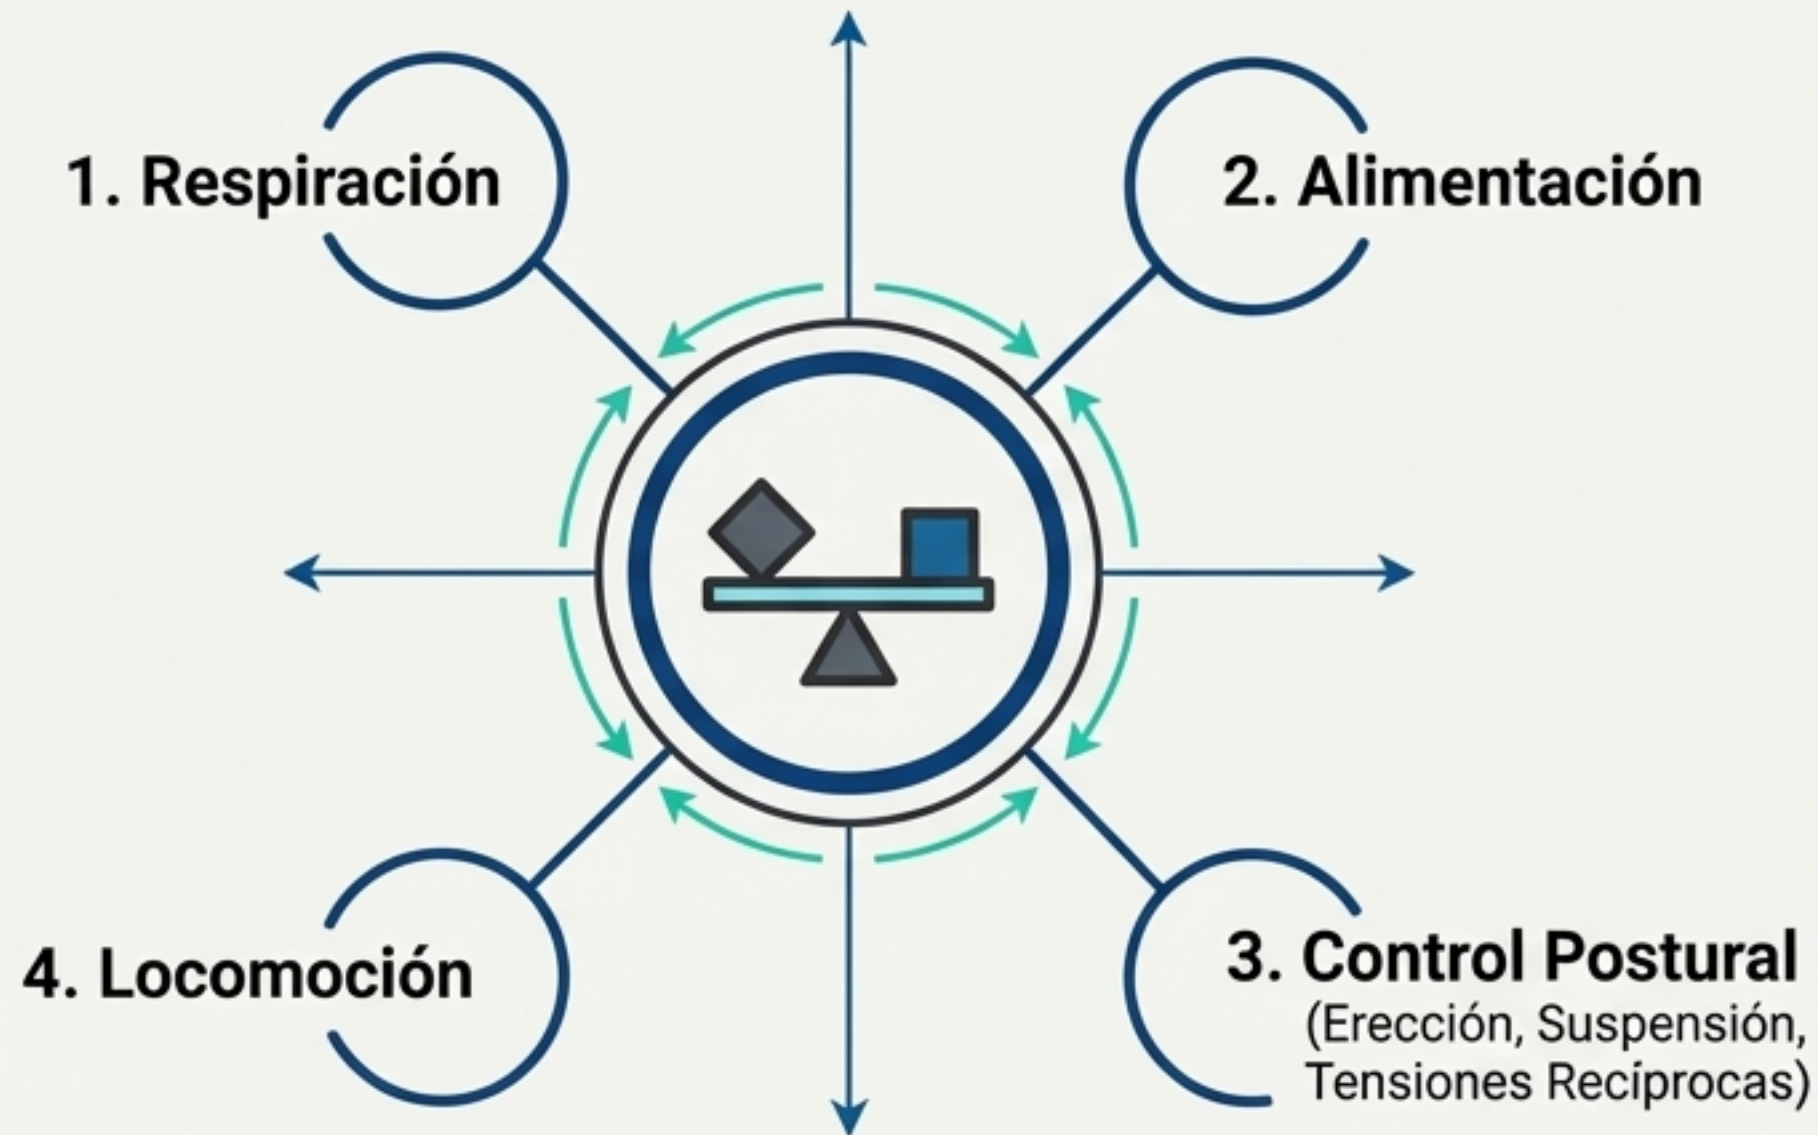 1. Respiración
2. Alimentación
4. Locomoción
3. Control Postural
(Erección, Suspensión,
Tensiones Recíprocas)